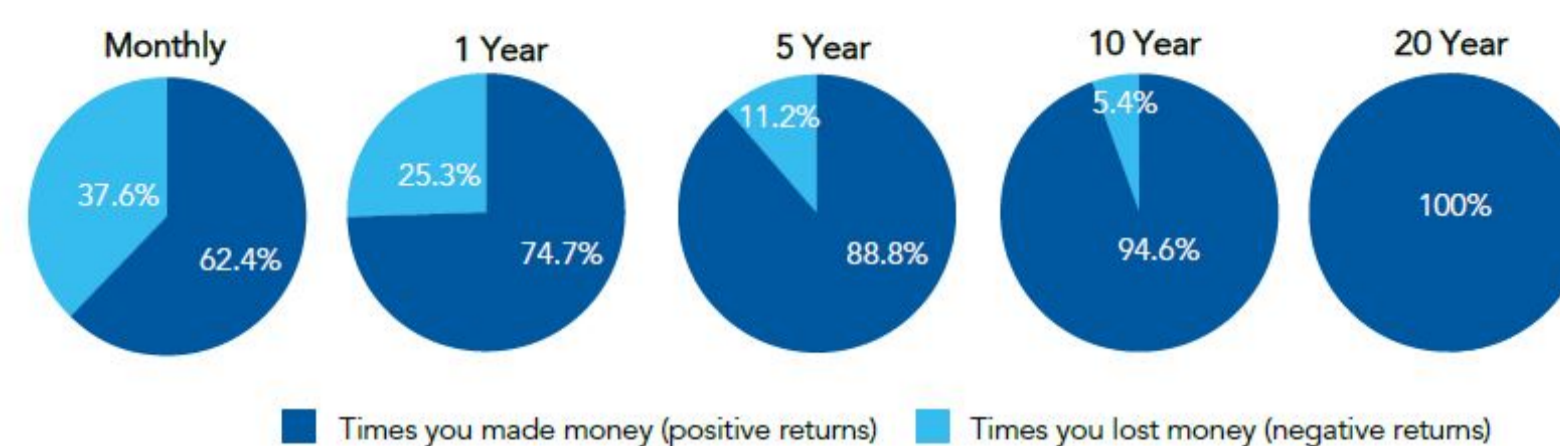 Monthly
1 Year
5 Year
10 Year
20 Year
37.6%
62.4%
25.3%
74.7%
11.2%
88.8%
5.4%
94.6%
100%
Times you made money (positive returns)
Times you lost money (negative returns)